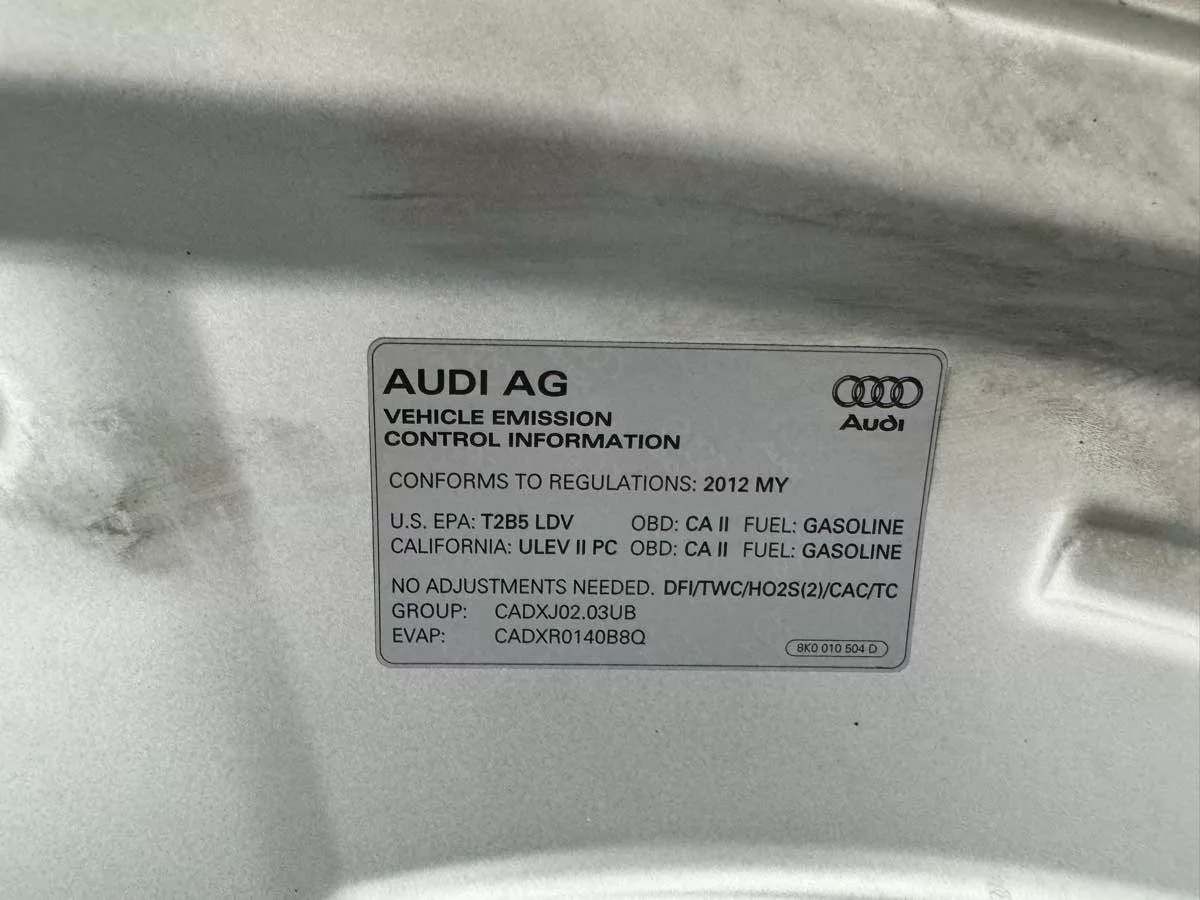 AUDI AG
VEHICLE EMISSION
CONTROL INFORMATION
Audi
CONFORMS TO REGULATIONS: 2012 MY
U.S. EPA: T2B5 LDV OBD: CA II FUEL: GASOLINE
CALIFORNIA: ULEV II PC OBD: CA II FUEL: GASOLINE
NO ADJUSTMENTS NEEDED. DFI/TWC/HO2S(2)/CAC/TC
GROUP: CADXJ02.03UB
EVAP: CADXR0140B8Q
8K0 010 504 D